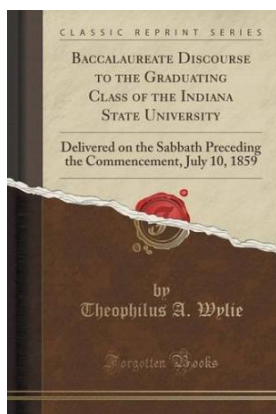 CLASSIC REPRINT SERIES
BACCALAUREATE DISCOURSE
TO THE GRADUATING
CLASS OF THE INDIANA
STATE UNIVERSITY
Delivered on the Sabbath Preceding
the Commencement, July 10, 1859
by
Theophilus A. Wylie
Forgotten Books